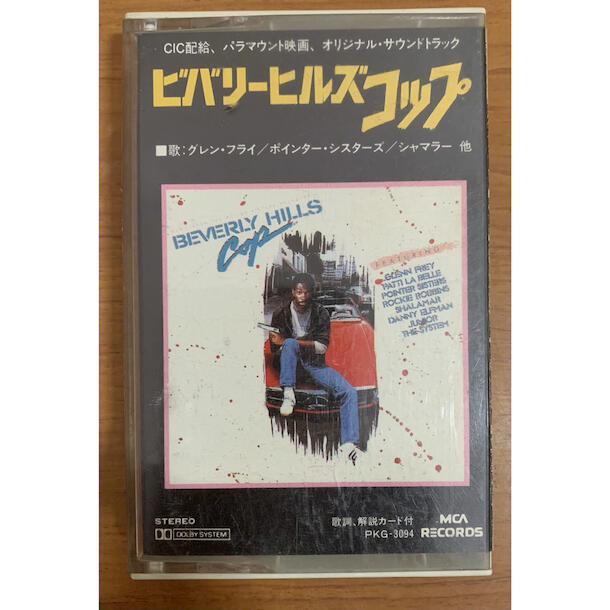 CIC配給、パラマウント映画、オリジナル・サウンドトラック
ビバリーヒルズコップ
■歌:グレン・フライ/ポインター・シスターズ/シャマラー 他
BEVERLY HILLS
Cop
FEATURING
GLENN FREY
PATTI LA BELLE
POINTER SISTERS
ROCKIE ROBBINS
SHALAMAR
DANNY ELFMAN
JUNIOR
THE SYSTEM
STEREO
DOLBY SYSTEM
歌詞、解説カード付
PKG-3094
MCA
RECORDS